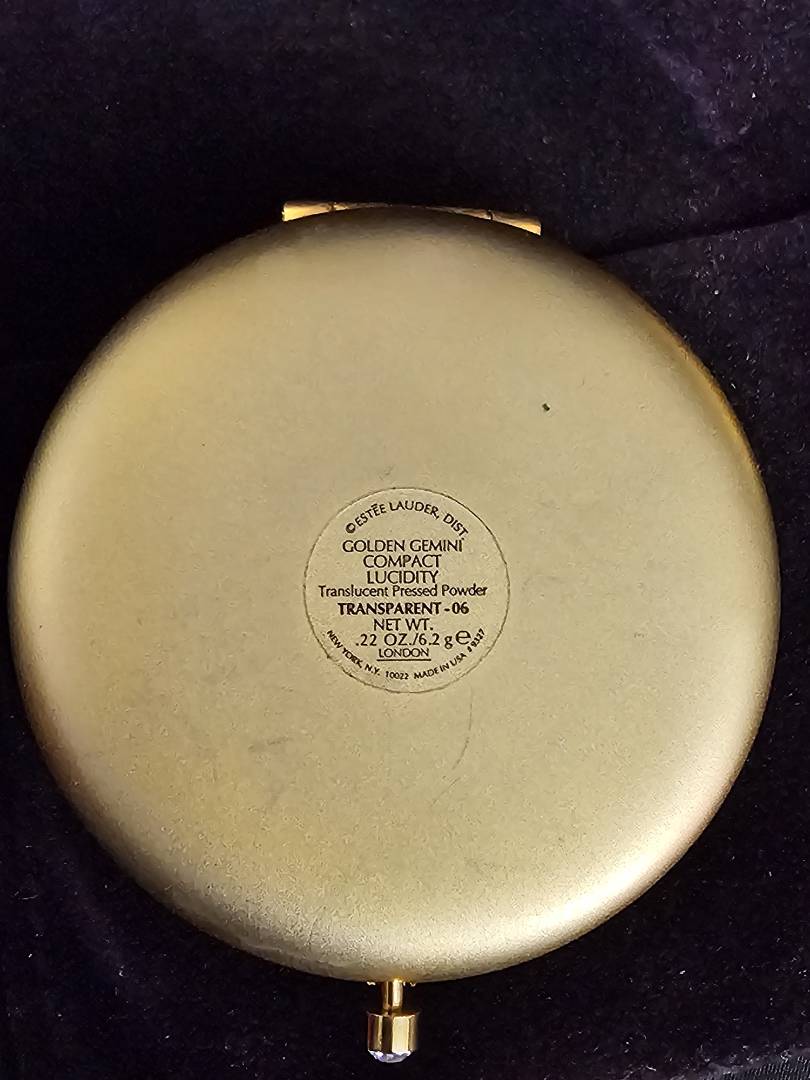 ©ESTĒE LAUDER, DIST.
GOLDEN GEMINI
COMPACT
LUCIDITY
Translucent Pressed Powder
TRANSPARENT - 06
NET WT.
.22 OZ./6.2 g e
LONDON
NEW YORK, N.Y. 10022 MADE IN USA # 9327